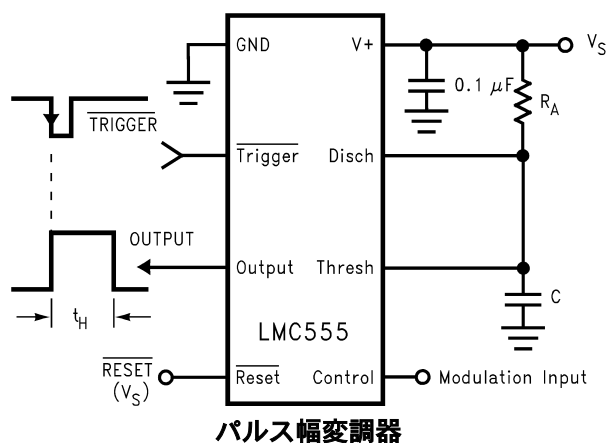 GND
V+
VS
0.1 μF
RA
TRIGGER
Trigger
Disch
OUTPUT
Output
Thresh
C
tH
LMC555
RESET
(VS)
Reset
Control
Modulation Input
パルス幅変調器